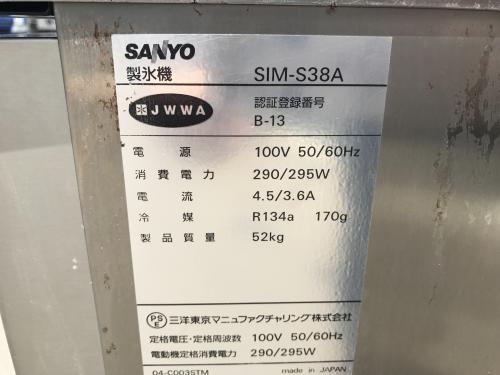 SANYO
製氷機 SIM-S38A
JWWA 認証登録番号
B-13
電源 100V 50/60Hz
消費電力 290/295W
電流 4.5/3.6A
冷媒 R134a 170g
製品質量 52kg
PSE 三洋東京マニュファクチャリング株式会社
定格電圧・定格周波数 100V 50/60Hz
電動機定格消費電力 290/295W
04-C0035TM made in JAPAN